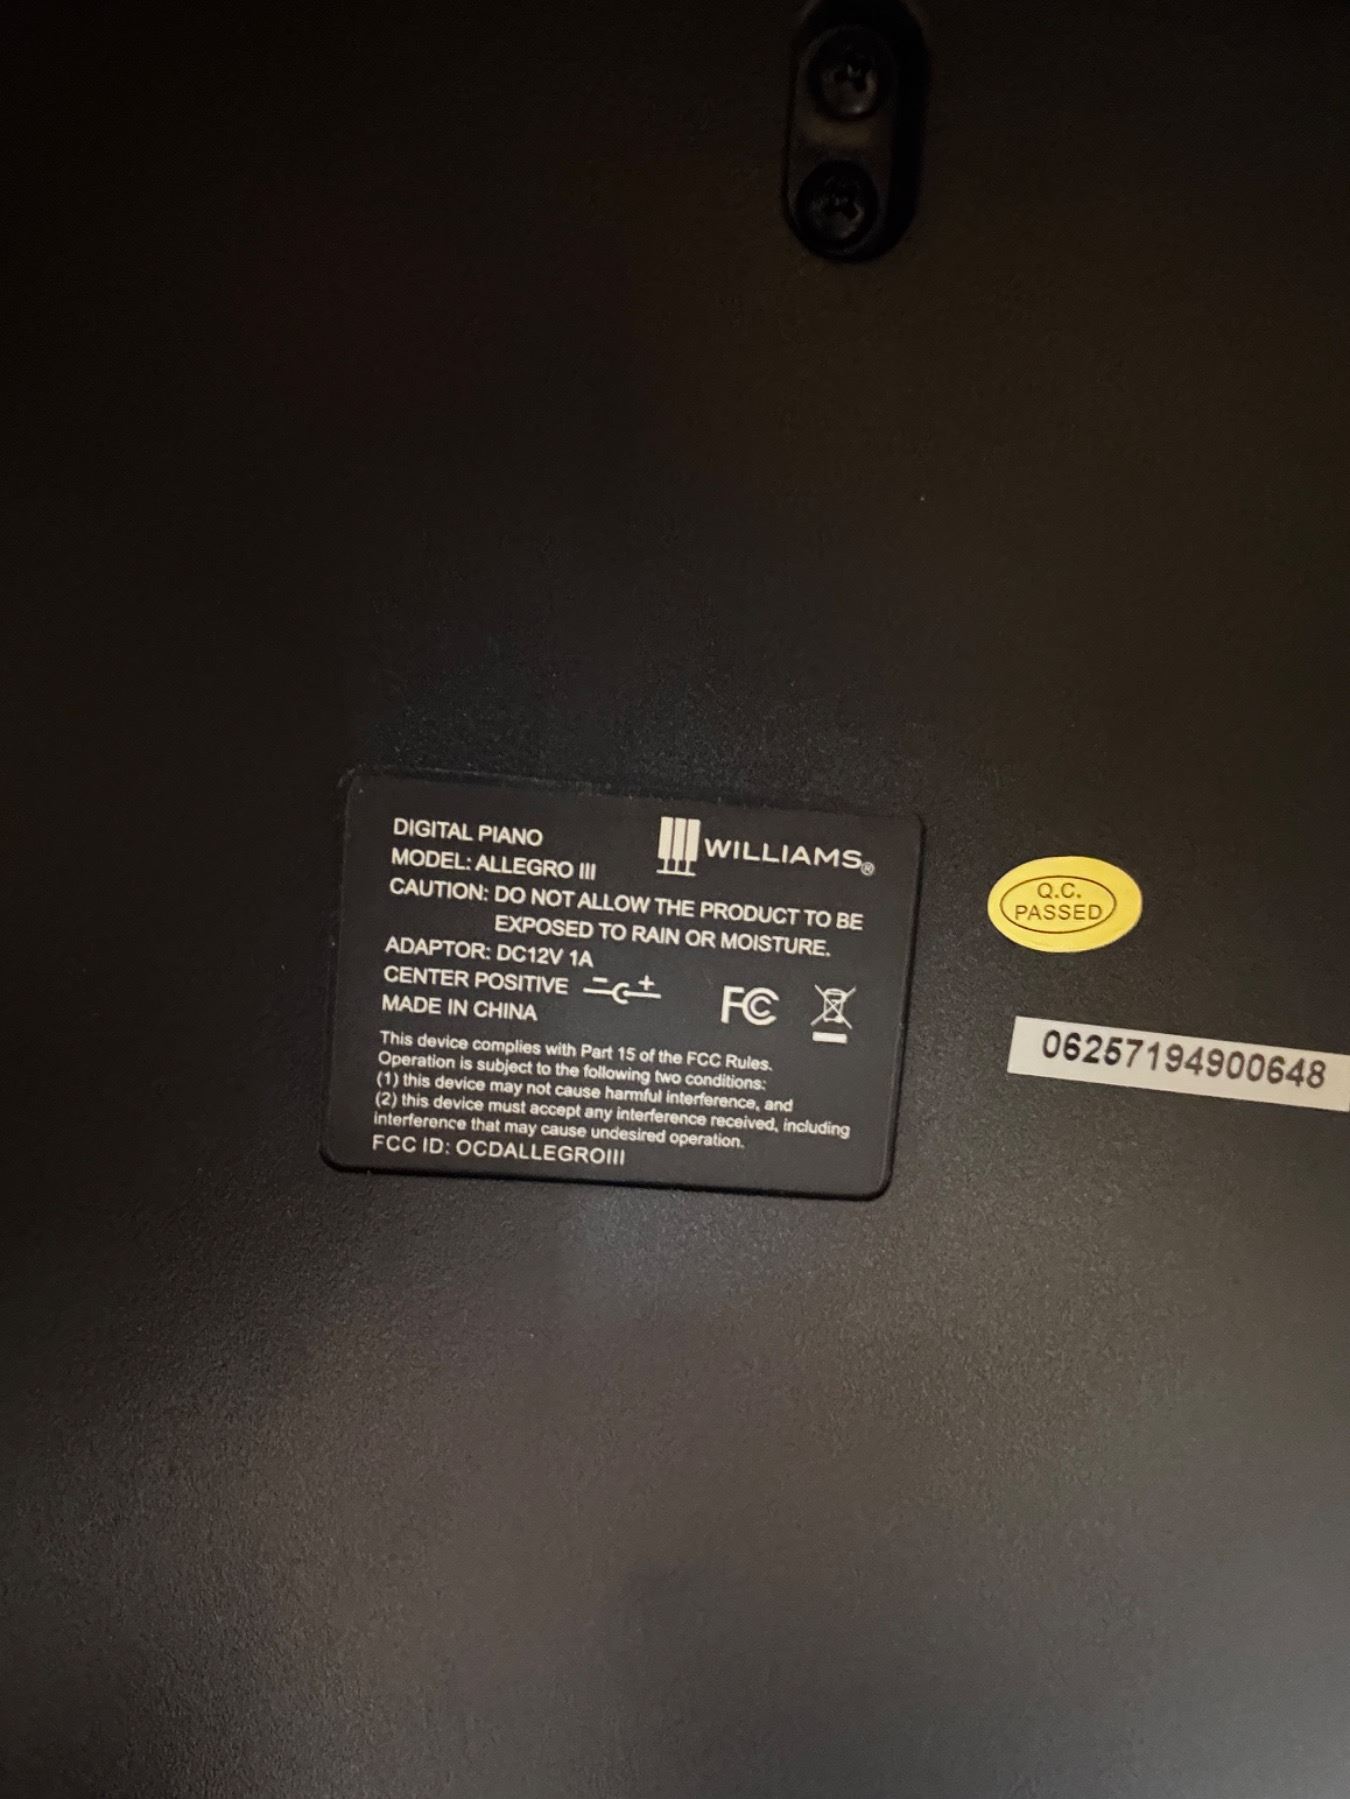 DIGITAL PIANO
WILLIAMS®
MODEL: ALLEGRO III
CAUTION: DO NOT ALLOW THE PRODUCT TO BE
EXPOSED TO RAIN OR MOISTURE.
ADAPTOR: DC12V 1A
CENTER POSITIVE - +
MADE IN CHINA
FC
This device complies with Part 15 of the FCC Rules.
Operation is subject to the following two conditions:
(1) this device may not cause harmful interference, and
(2) this device must accept any interference received, including
interference that may cause undesired operation.
FCC ID: OCDALLEGROIII
Q.C.
PASSED
06257194900648